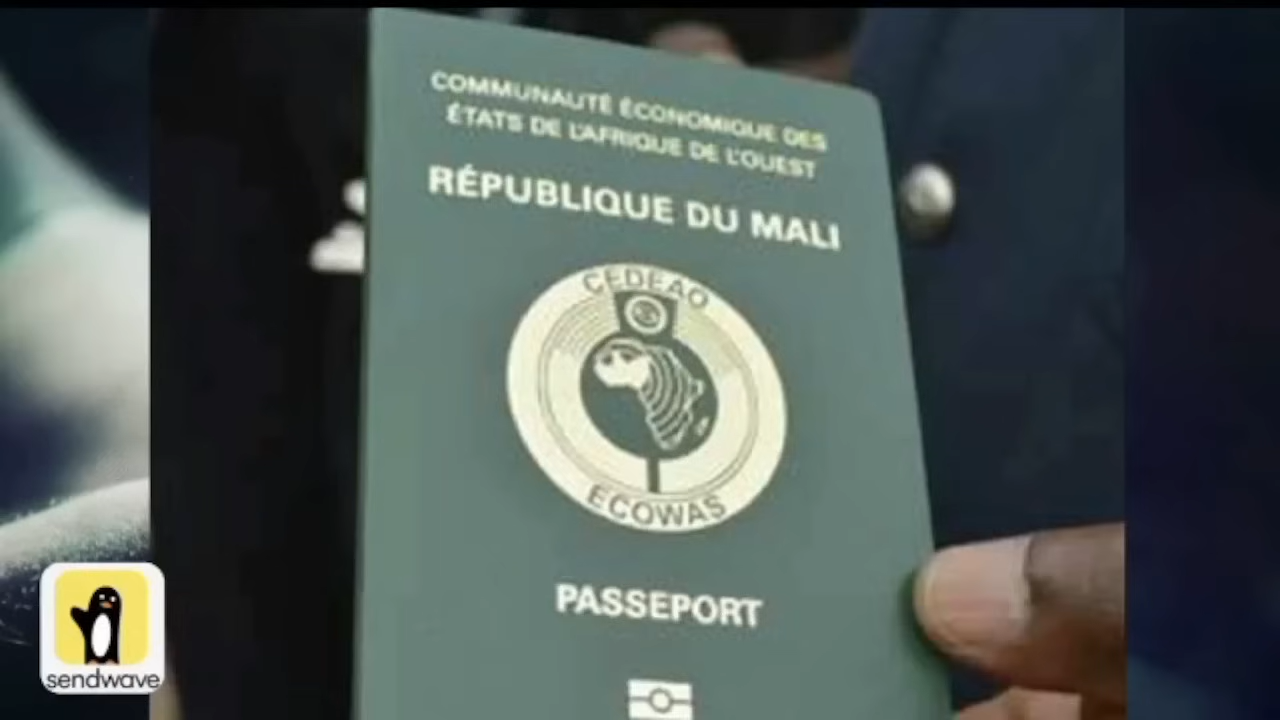 COMMUNAUTÉ ÉCONOMIQUE DES
ÉTATS DE L'AFRIQUE DE L'OUEST
RÉPUBLIQUE DU MALI
CEDEAO
ECOWAS
PASSEPORT
sendwave